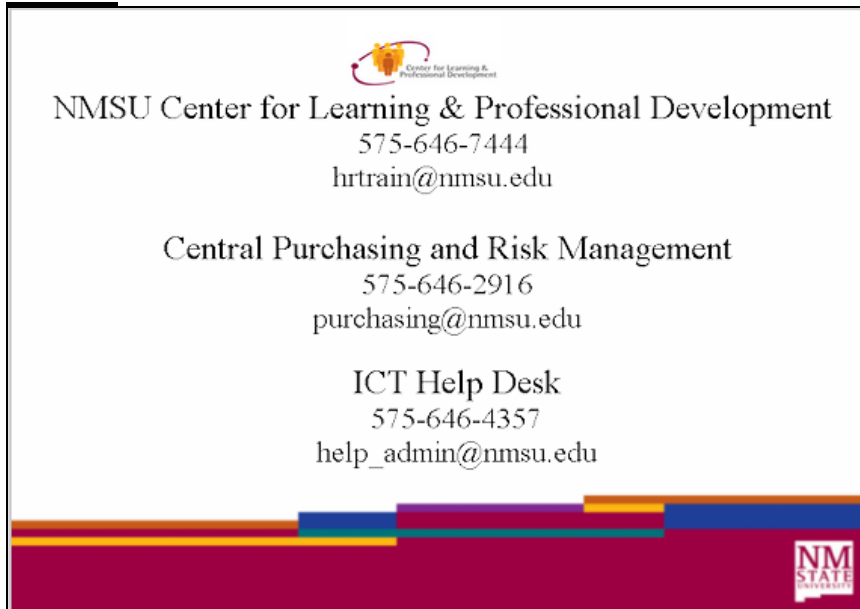 Center for Learning &
Professional Development
NMSU Center for Learning & Professional Development
575-646-7444
hrtrain@nmsu.edu
Central Purchasing and Risk Management
575-646-2916
purchasing@nmsu.edu
ICT Help Desk
575-646-4357
help_admin@nmsu.edu
NM
STATE
UNIVERSITY